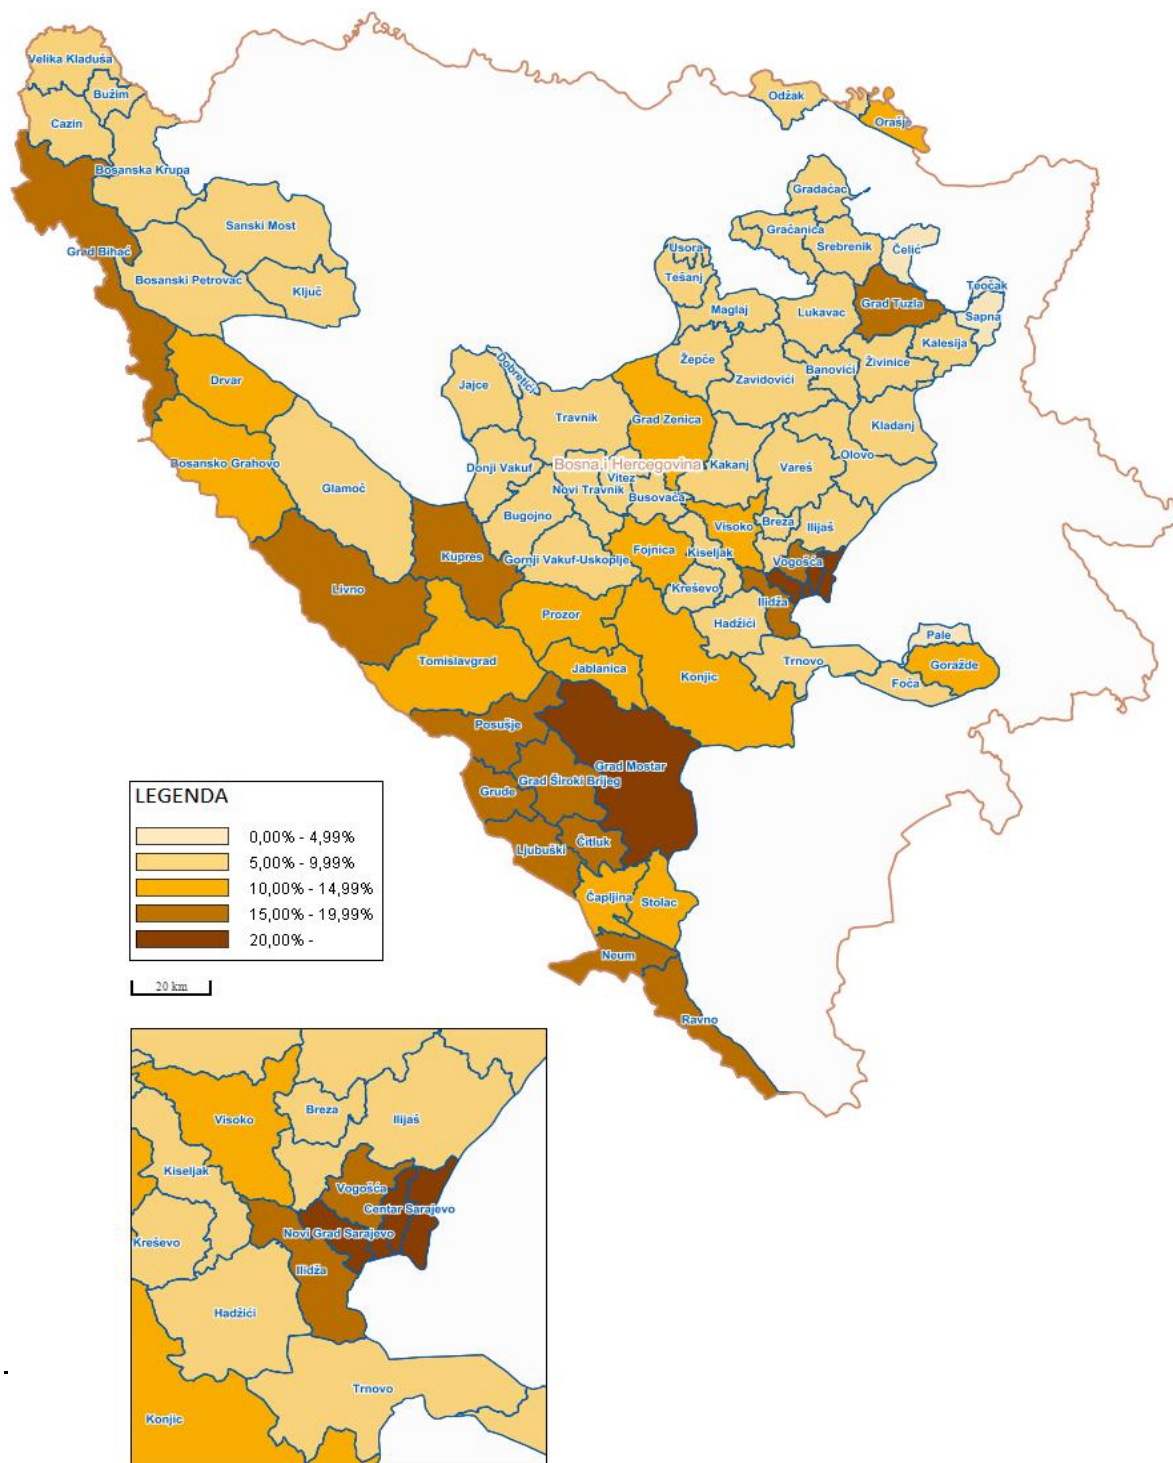 Velika Kladuša
Bužim
Cazin
Bosanska Krupa
Grad Bihać
Sanski Most
Bosanski Petrovac
Ključ
Drvar
Bosansko Grahovo
Glamoč
Livno
Kupres
Tomislavgrad
Odžak
Orašje
Gradačac
Gračanica
Srebrenik
Čelić
Usora
Tešanj
Maglaj
Lukavac
Grad Tuzla
Teočak
Sapna
Kalesija
Žepče
Zavidovići
Banovići
Živinice
Jajce
Dobretići
Travnik
Grad Zenica
Kladanj
Olovo
Donji Vakuf
Bosna i Hercegovina
Vitez
Novi Travnik
Busovača
Kakanj
Vareš
Bugojno
Gornji Vakuf-Uskoplje
Fojnica
Kiseljak
Visoko
Breza
Ilijaš
Vogošća
Kreševo
Ilidža
Hadžići
Prozor
Jablanica
Konjic
Trnovo
Pale
Goražde
Foča
Posušje
Grad Mostar
Grad Široki Brijeg
Grude
Ljubuški
Čitluk
Čapljina
Stolac
Neum
Ravno
LEGENDA
0,00% - 4,99%
5,00% - 9,99%
10,00% - 14,99%
15,00% - 19,99%
20,00% -
20 km
Visoko
Breza
Ilijaš
Kiseljak
Vogošća
Centar Sarajevo
Novi Grad Sarajevo
Kreševo
Ilidža
Hadžići
Trnovo
Konjic